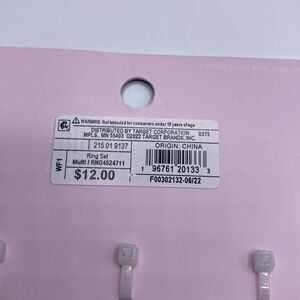 WARNING: Not intended for consumers under 15 years of age.
DISTRIBUTED BY TARGET CORPORATION 0375
MPLS., MN 55403 ©2022 TARGET BRANDS, INC.
215 01 9137
ORIGIN: CHINA
WF1
Ring Set
Multi / RNG4524711
$12.00
1 96761 20133 3
F00302132-06/22